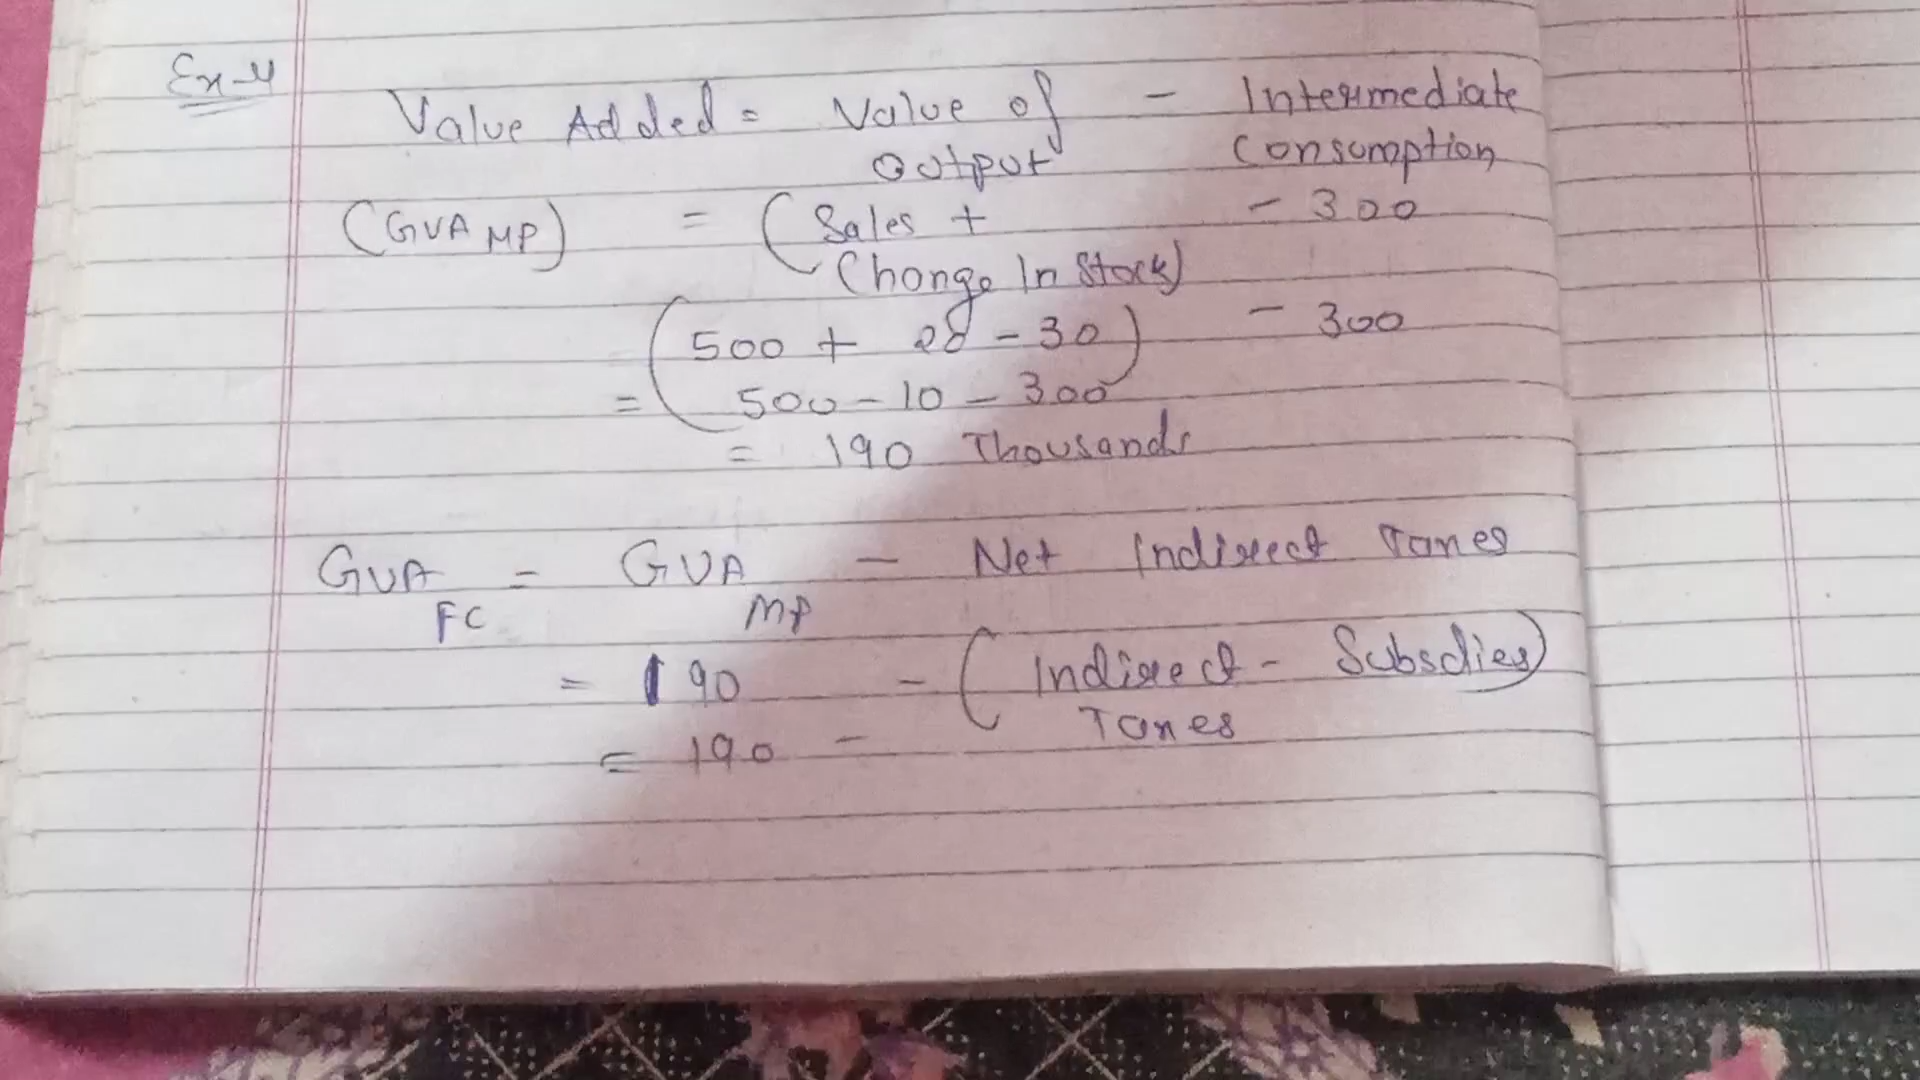 Ex-4
Value Added = Value of Output - Intermediate Consumption
(GVA MP) = (Sales + Change In Stock) - 300
(500 + 20 - 30) - 300
= 500 - 10 - 300
= 190 Thousands
GVA FC = GVA MP - Net Indirect Taxes
= 190 - (Indirect Taxes - Subsdies)
= 190 -